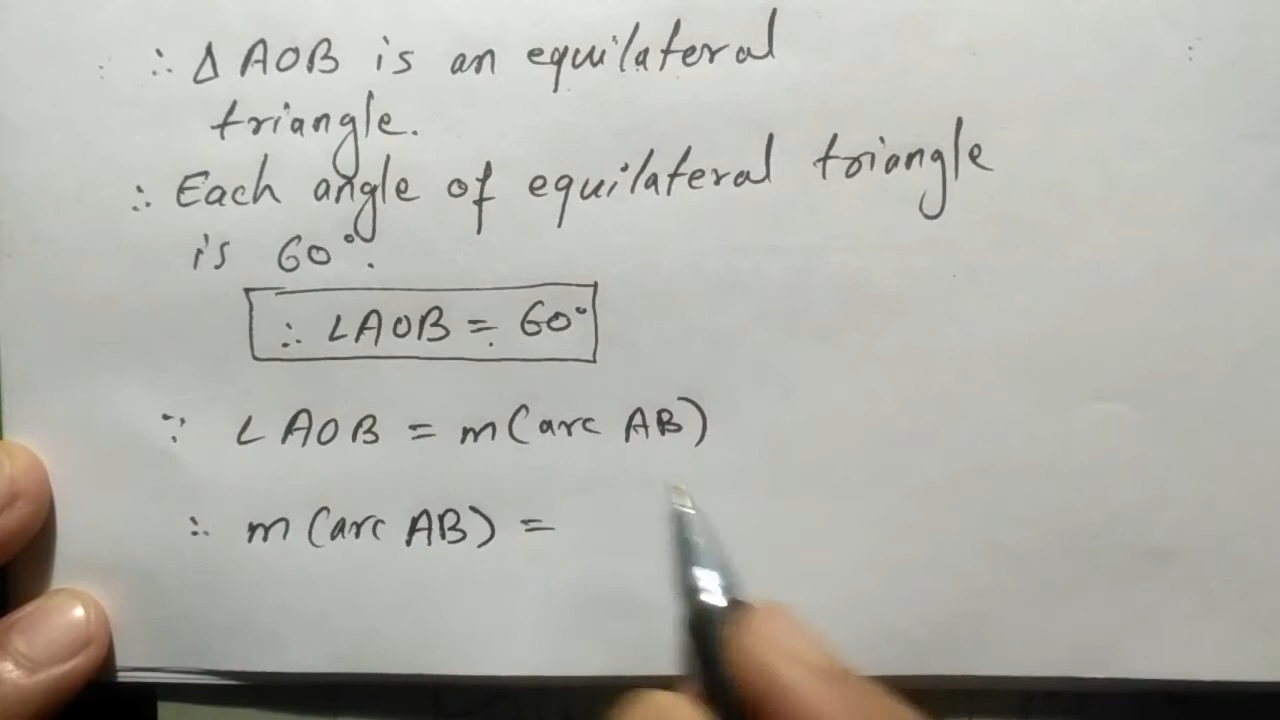 ∴ Δ AOB is an equilateral
triangle.
∴ Each angle of equilateral triangle
is 60°.
∴ ∠AOB = 60°
∵ ∠AOB = m(arc AB)
∴ m(arc AB) =